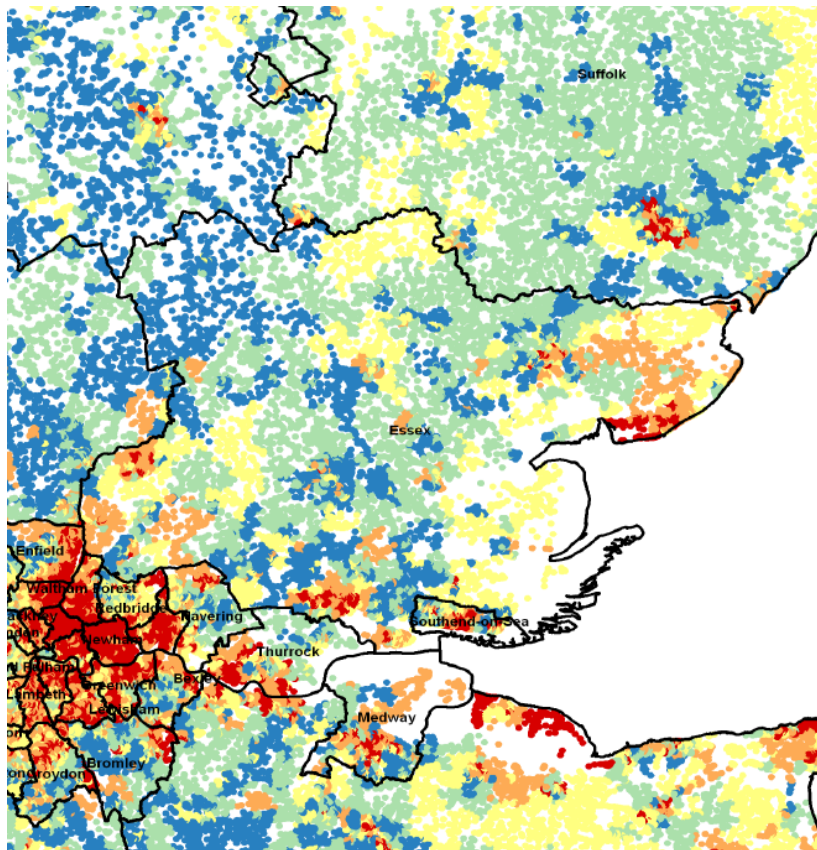 Suffolk
Essex
Enfield
Waltham Forest
Redbridge
Havering
Newham
Southend-on-Sea
Thurrock
Greenwich
Bexley
Lambeth
Lewisham
Medway
Bromley
Croydon